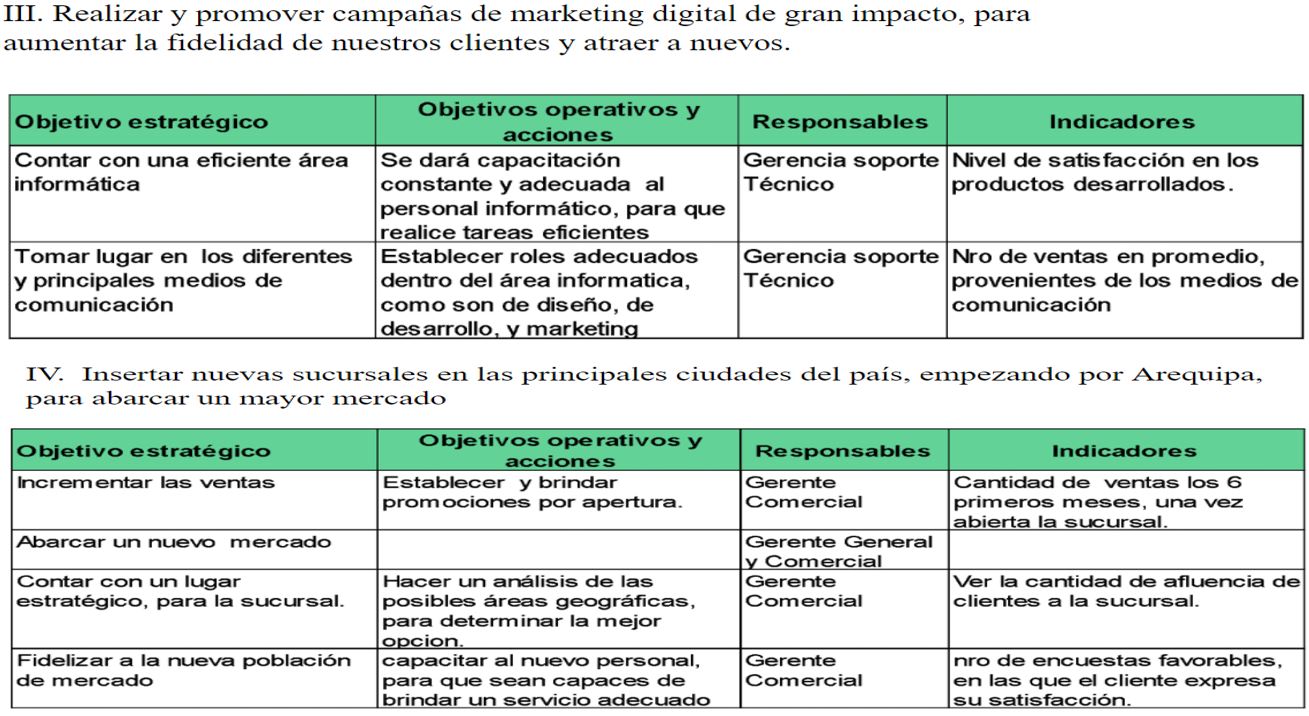 III. Realizar y promover campañas de marketing digital de gran impacto, para
aumentar la fidelidad de nuestros clientes y atraer a nuevos.
Objetivo estratégico
Objetivos operativos y
acciones
Responsables
Indicadores
Contar con una eficiente área
informática
Se dará capacitación
constante y adecuada al
personal informático, para que
realice tareas eficientes
Gerencia soporte
Técnico
Nivel de satisfacción en los
productos desarrollados.
Tomar lugar en los diferentes
y principales medios de
comunicación
Establecer roles adecuados
dentro del área informatica,
como son de diseño, de
desarrollo, y marketing
Gerencia soporte
Técnico
Nro de ventas en promedio,
provenientes de los medios de
comunicación
IV. Insertar nuevas sucursales en las principales ciudades del país, empezando por Arequipa,
para abarcar un mayor mercado
Objetivo estratégico
Objetivos operativos y
acciones
Responsables
Indicadores
Incrementar las ventas
Establecer y brindar
promociones por apertura.
Gerente
Comercial
Cantidad de ventas los 6
primeros meses, una vez
abierta la sucursal.
Abarcar un nuevo mercado
Gerente General
y Comercial
Contar con un lugar
estratégico, para la sucursal.
Hacer un análisis de las
posibles áreas geográficas,
para determinar la mejor
opcion.
Gerente
Comercial
Ver la cantidad de afluencia de
clientes a la sucursal.
Fidelizar a la nueva población
de mercado
capacitar al nuevo personal,
para que sean capaces de
brindar un servicio adecuado
Gerente
Comercial
nro de encuestas favorables,
en las que el cliente expresa
su satisfacción.